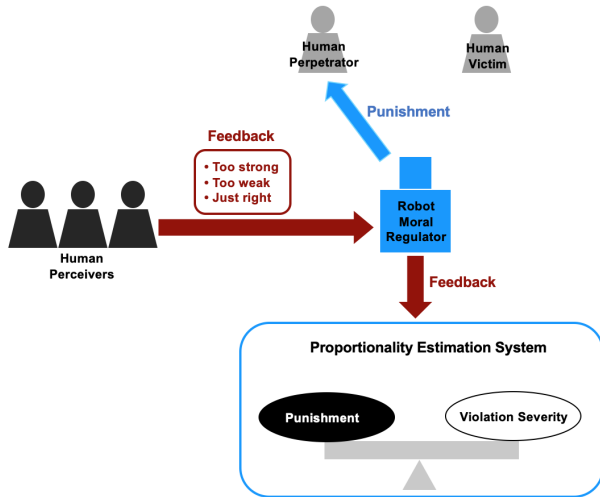 Human
Perpetrator
Human
Victim
Punishment
Feedback
• Too strong
• Too weak
• Just right
Robot
Moral
Regulator
Human
Perceivers
Feedback
Proportionality Estimation System
Punishment
Violation Severity